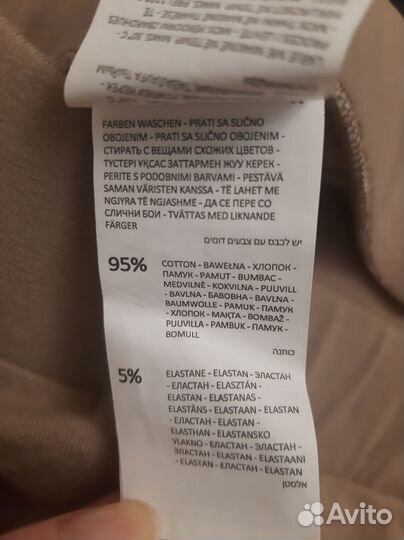 FARBEN WASCHEN - PRATI SA SLIČNO
OBOJENIM - PRATI SA SLIČNO OBOJENIM -
СТИРАТЬ С ВЕЩАМИ СХОЖИХ ЦВЕТОВ -
ТҮСТЕРІ ҰҚСАС ЗАТТАРМЕН ЖУУ КЕРЕК -
PERITE S PODOBNIMI BARVAMI - PESTÄVÄ
SAMAN VÄRISTEN KANSSA - TË LAHET ME
NGJYRA TË NGJASHME - ДА СЕ ПЕРЕ СО
СЛИЧНИ БОИ - TVÄTTAS MED LIKNANDE
FÄRGER
יש לכבס עם צבעים דומים
95% COTTON - BAWEŁNA - ХЛОПОК -
ПАМУК - PAMUT - BUMBAC -
MEDVILNĖ - KOKVILNA - PUUVILL
- BAVLNA - БАВОВНА - BAVLNA -
BAUMWOLLE - PAMUK - ПАМУК
- ХЛОПОК - МАҚТА - BOMBAŽ -
PUUVILLA - PAMBUK - ПАМУК -
BOMULL
כותנה
5% ELASTANE - ELASTAN - ЭЛАСТАН
- ЕЛАСТАН - ELASZTÁN -
ELASTAN - ELASTANAS -
ELASTĀNS - ELASTAAN - ELASTAN
- ЕЛАСТАН - ELASTAN -
ELASTHAN - ELASTANSKO
VLAKNO - ЕЛАСТАН - ЭЛАСТАН -
ЭЛАСТАН - ELASTAN - ELASTAANI
- ELASTAN - ЕЛАСТАН - ELASTAN
אלסטן
Avito